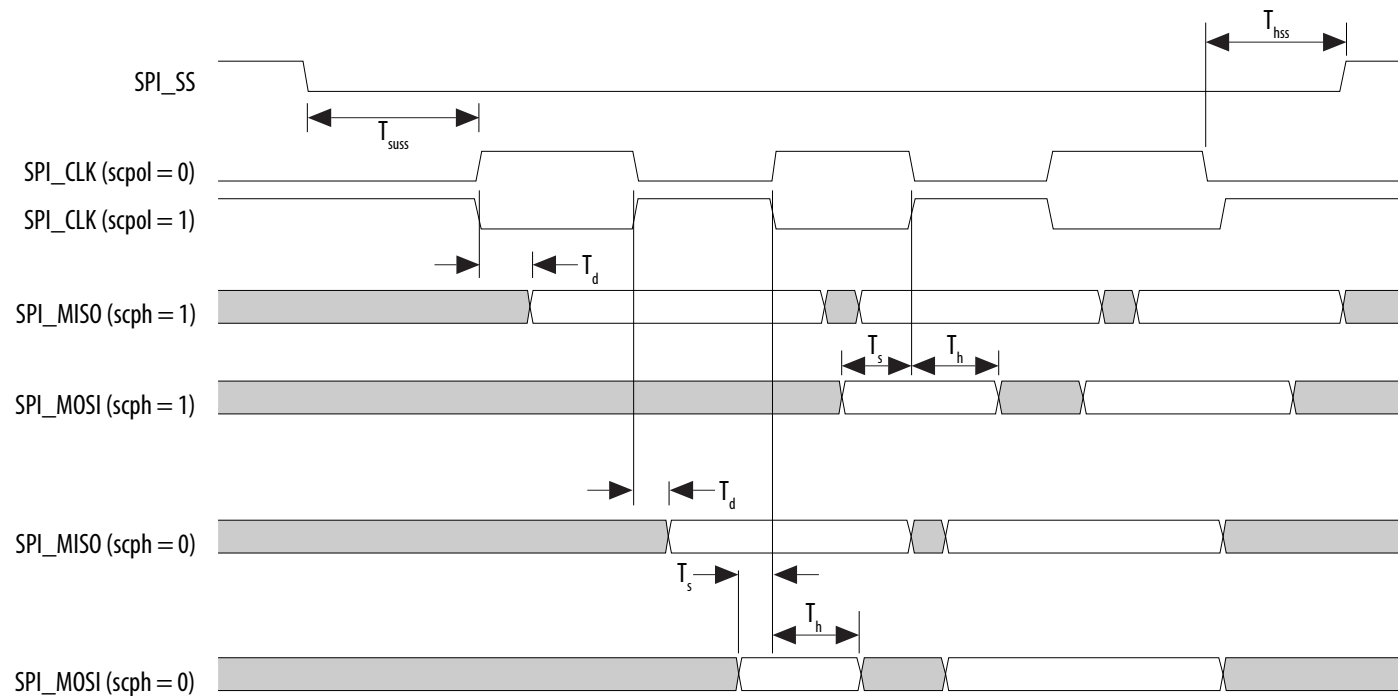 T_hss
SPI_SS
T_suss
SPI_CLK (scpol = 0)
SPI_CLK (scpol = 1)
T_d
SPI_MISO (scph = 1)
T_s T_h
SPI_MOSI (scph = 1)
T_d
SPI_MISO (scph = 0)
T_s
T_h
SPI_MOSI (scph = 0)